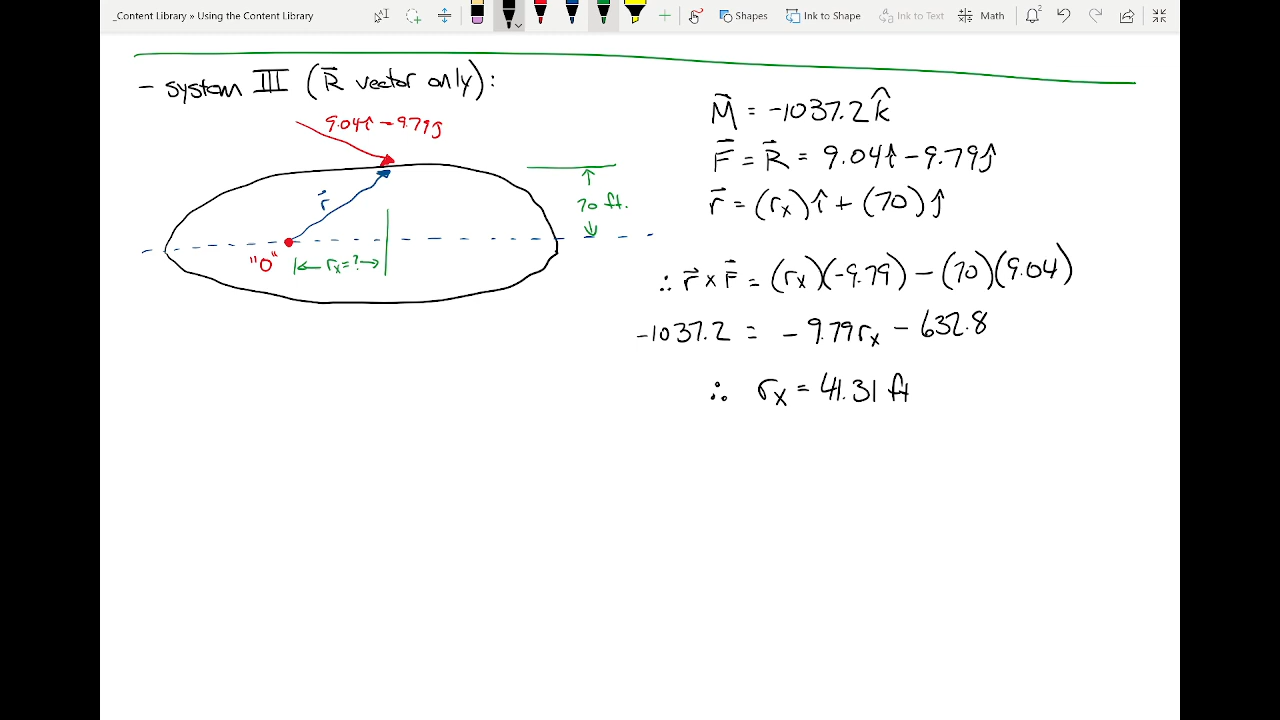 _Content Library » Using the Content Library
Shapes
Ink to Shape
Ink to Text
Math
2
- system III (R⃗ vector only):
9.04î - 9.79ĵ
r⃗
70 ft.
"O"
rx=?
M⃗ = -1037.2 k̂
F⃗ = R⃗ = 9.04î - 9.79ĵ
r⃗ = (rx)î + (70)ĵ
∴ r⃗ × F⃗ = (rx)(-9.79) - (70)(9.04)
-1037.2 = - 9.79rx - 632.8
∴ rx = 41.31 ft